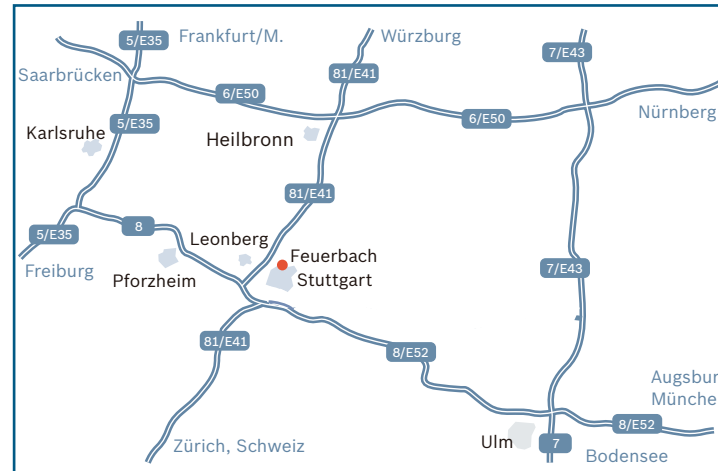 5/E35
Frankfurt/M.
Würzburg
7/E43
81/E41
Saarbrücken
6/E50
6/E50
Nürnberg
5/E35
Karlsruhe
Heilbronn
81/E41
5/E35
8
Leonberg
Feuerbach
Stuttgart
7/E43
Freiburg
Pforzheim
81/E41
8/E52
Augsbur
Münche
8/E52
Zürich, Schweiz
Ulm
7
Bodensee